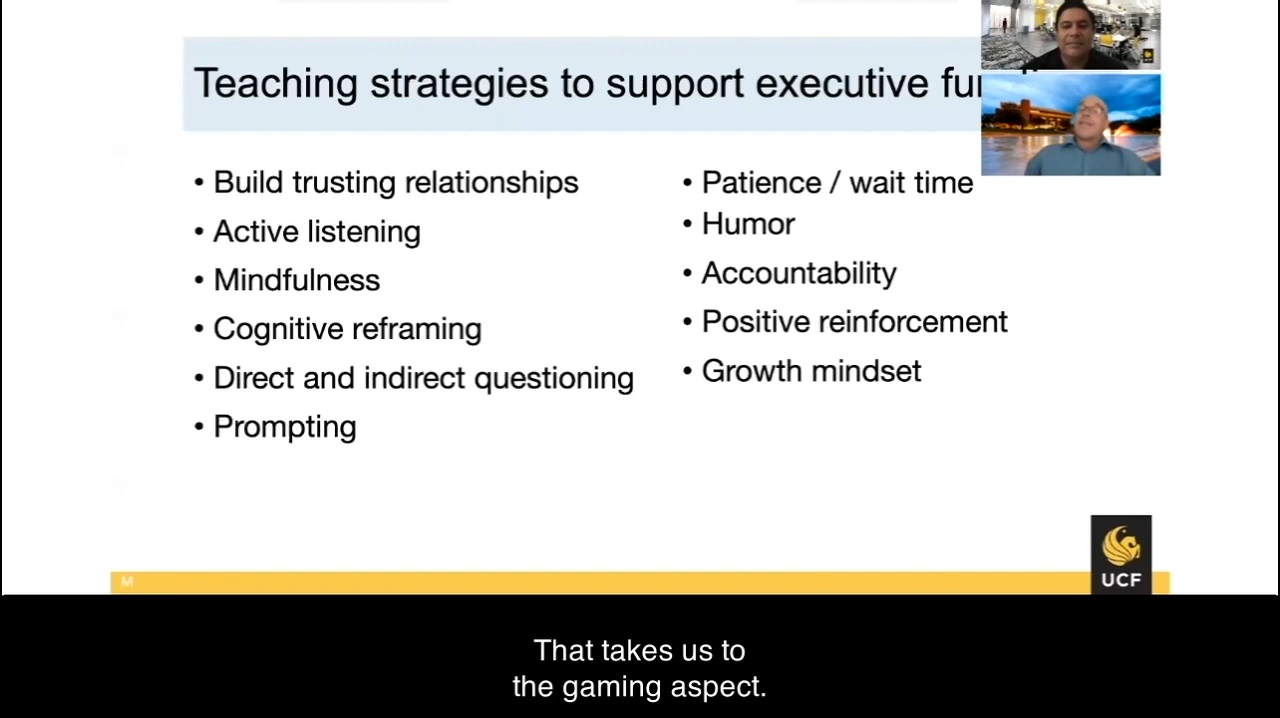 Teaching strategies to support executive fu
• Build trusting relationships
• Active listening
• Mindfulness
• Cognitive reframing
• Direct and indirect questioning
• Prompting
• Patience / wait time
• Humor
• Accountability
• Positive reinforcement
• Growth mindset
M
UCF
That takes us to
the gaming aspect.